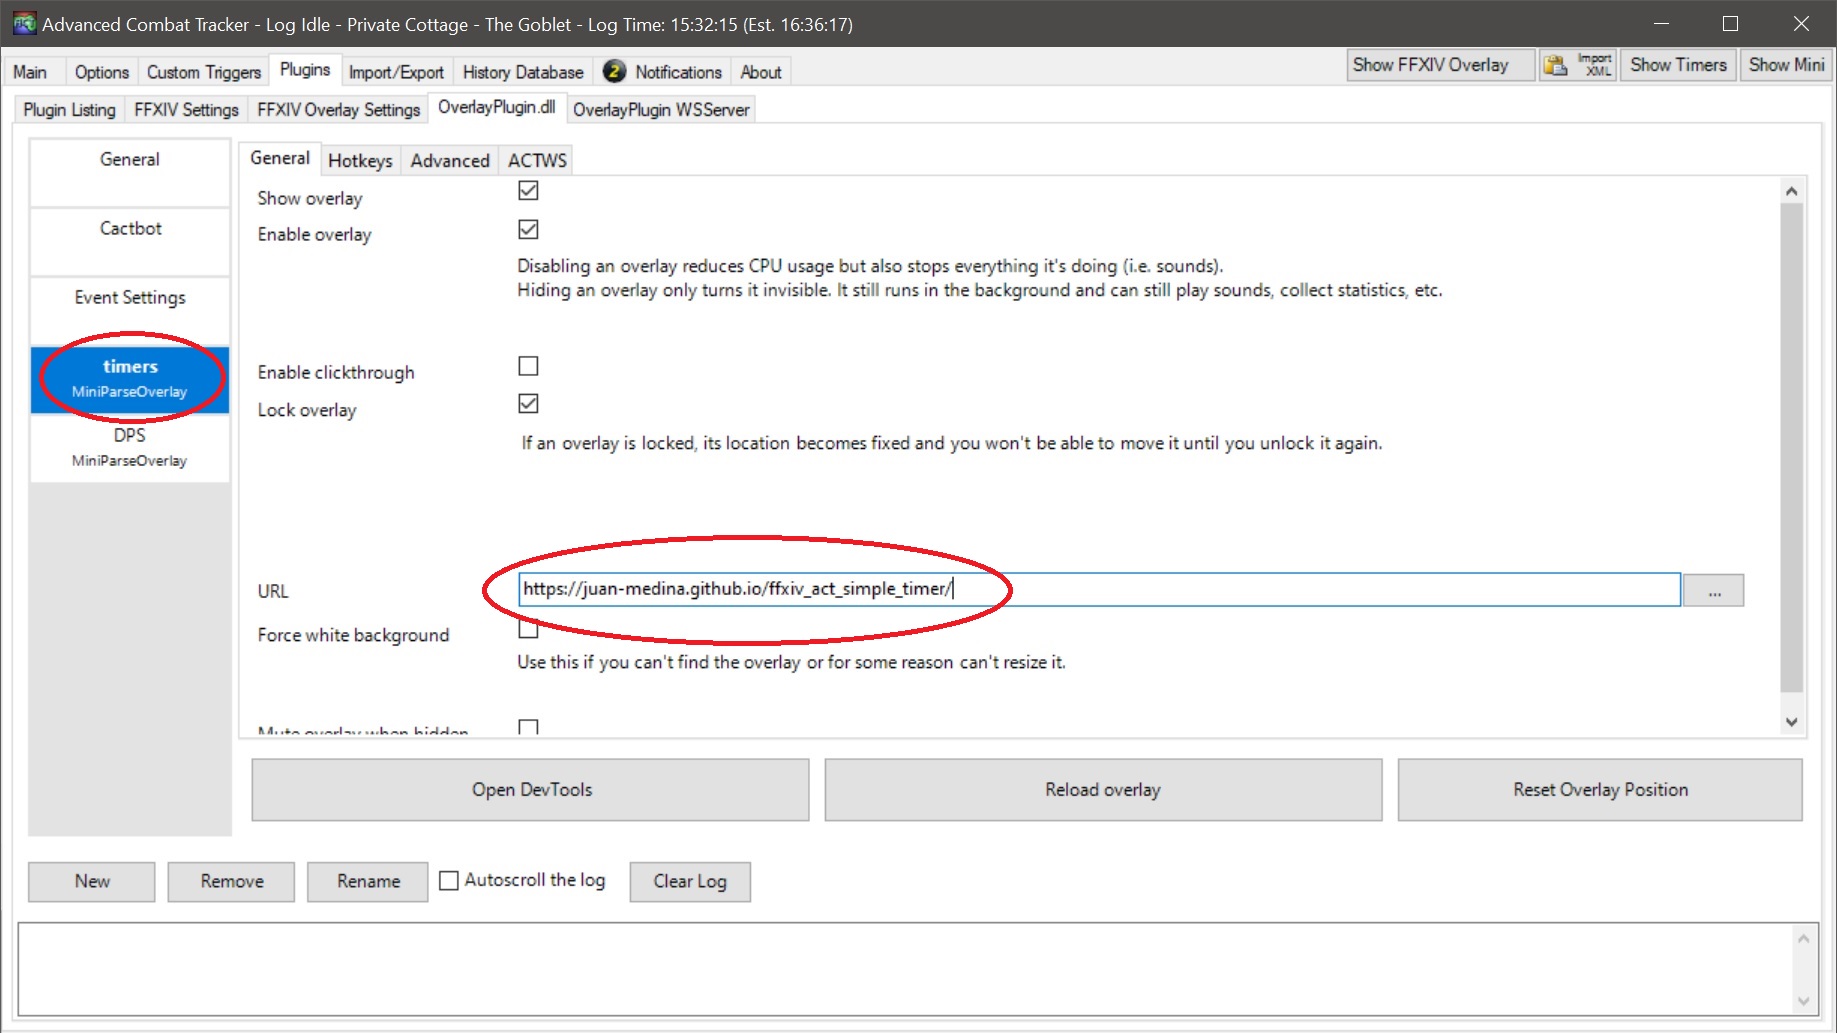 Advanced Combat Tracker - Log Idle - Private Cottage - The Goblet - Log Time: 15:32:15 (Est. 16:36:17)
Main Options Custom Triggers Plugins Import/Export History Database 2 Notifications About Show FFXIV Overlay Import XML Show Timers Show Mini
Plugin Listing FFXIV Settings FFXIV Overlay Settings OverlayPlugin.dll OverlayPlugin WSServer
General
Cactbot
Event Settings
timers
MiniParseOverlay
DPS
MiniParseOverlay
General Hotkeys Advanced ACTWS
Show overlay
Enable overlay
Disabling an overlay reduces CPU usage but also stops everything it's doing (i.e. sounds).
Hiding an overlay only turns it invisible. It still runs in the background and can still play sounds, collect statistics, etc.
Enable clickthrough
Lock overlay
If an overlay is locked, its location becomes fixed and you won't be able to move it until you unlock it again.
URL https://juan-medina.github.io/ffxiv_act_simple_timer/ ...
Force white background
Use this if you can't find the overlay or for some reason can't resize it.
Mute overlay when hidden
Open DevTools Reload overlay Reset Overlay Position
New Remove Rename Autoscroll the log Clear Log